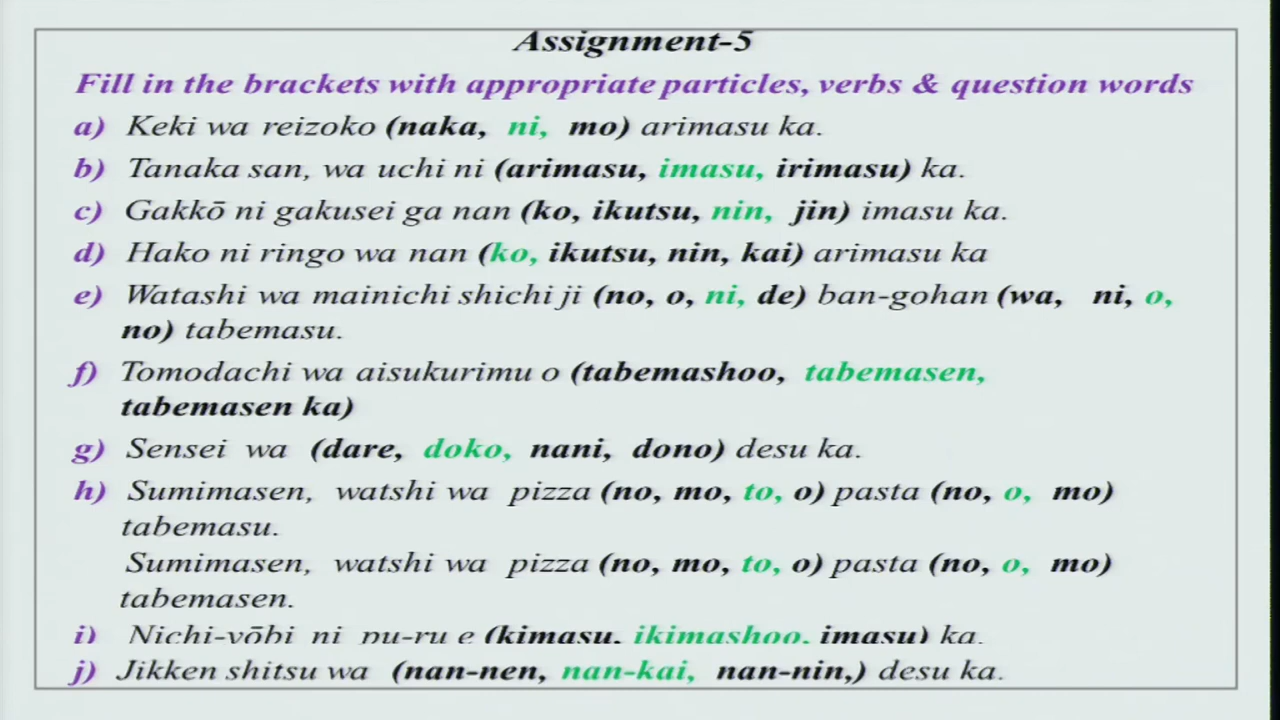 Assignment-5
Fill in the brackets with appropriate particles, verbs & question words
a) Keki wa reizoko (naka, ni, mo) arimasu ka.
b) Tanaka san, wa uchi ni (arimasu, imasu, irimasu) ka.
c) Gakkō ni gakusei ga nan (ko, ikutsu, nin, jin) imasu ka.
d) Hako ni ringo wa nan (ko, ikutsu, nin, kai) arimasu ka
e) Watashi wa mainichi shichi ji (no, o, ni, de) ban-gohan (wa, ni, o,
no) tabemasu.
f) Tomodachi wa aisukurimu o (tabemashoo, tabemasen,
tabemasen ka)
g) Sensei wa (dare, doko, nani, dono) desu ka.
h) Sumimasen, watshi wa pizza (no, mo, to, o) pasta (no, o, mo)
tabemasu.
Sumimasen, watshi wa pizza (no, mo, to, o) pasta (no, o, mo)
tabemasen.
i) Nichi-yōbi ni pu-ru e (kimasu, ikimashoo, imasu) ka.
j) Jikken shitsu wa (nan-nen, nan-kai, nan-nin,) desu ka.